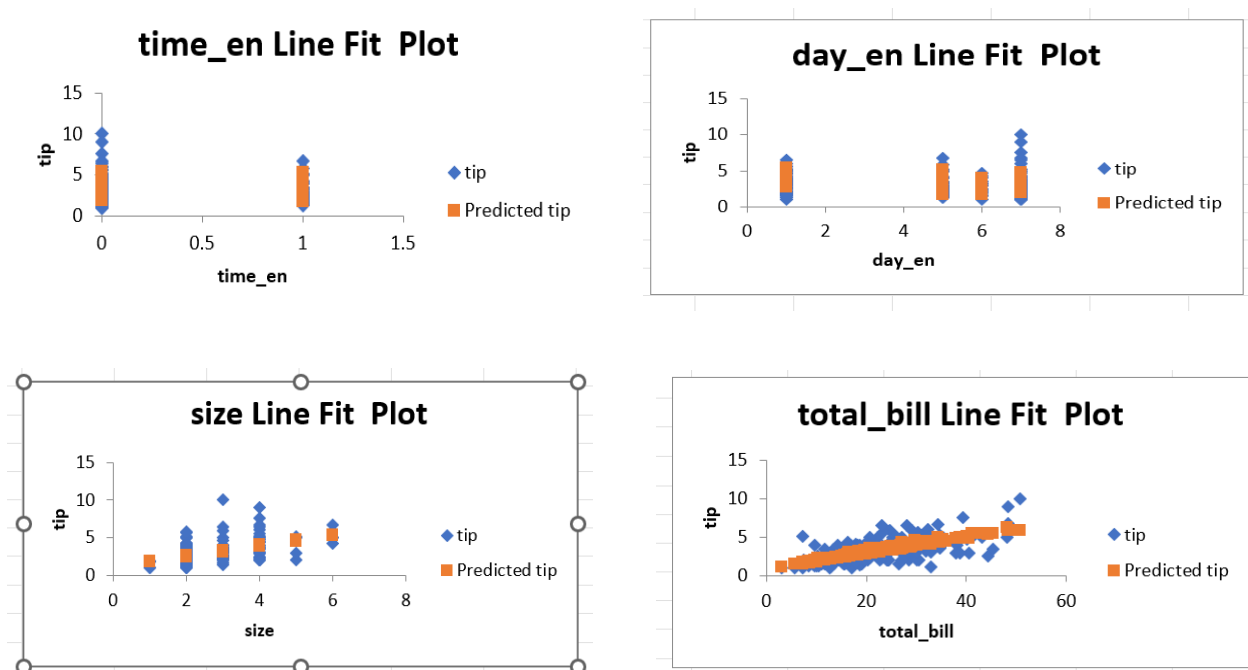 time_en Line Fit  Plot
15
10
5
0
tip
0
0.5
1
1.5
time_en
tip
Predicted tip
day_en Line Fit  Plot
15
10
5
0
tip
0
2
4
6
8
day_en
tip
Predicted tip
size Line Fit  Plot
15
10
5
0
tip
0
2
4
6
8
size
tip
Predicted tip
total_bill Line Fit  Plot
15
10
5
0
tip
0
20
40
60
total_bill
tip
Predicted tip